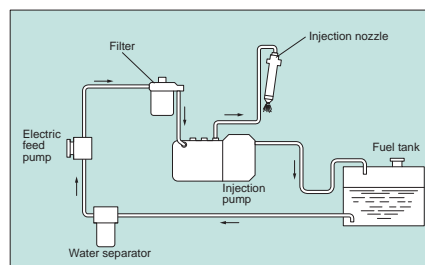 Filter
Injection nozzle
Electric
feed
pump
Fuel tank
Injection
pump
Water separator